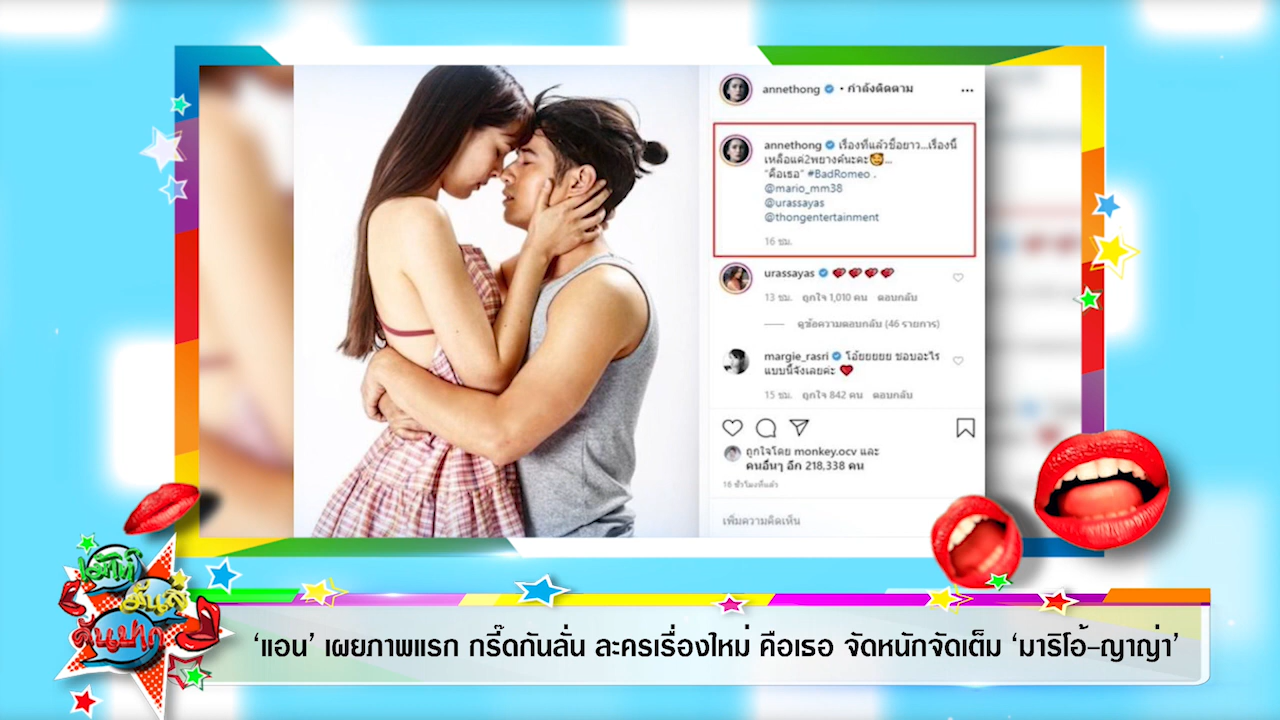 annethong • กำลังติดตาม
annethong เรื่องที่แล้วชื่อยาว...เรื่องนี้
เหลือแค่2พยางค์นะคะ🥰...
"คือเธอ" #BadRomeo .
@mario_mm38
@urassayas
@thongentertainment
16 ชม.
urassayas 💝💝💝💝
13 ชม. ถูกใจ 1,010 คน ตอบกลับ
ดูข้อความตอบกลับ (46 รายการ)
margie_rasri โอ้ยยยยย ชอบอะไร
แบบนี้จังเลยค่ะ ❤️
15 ชม. ถูกใจ 842 คน ตอบกลับ
ถูกใจโดย monkey.ocv และ
คนอื่นๆ อีก 218,338 คน
16 ชั่วโมงที่แล้ว
เพิ่มความคิดเห็น
เม้าท์
มันส์
คันปาก
'แอน' เผยภาพแรก กรี๊ดกันลั่น ละครเรื่องใหม่ คือเธอ จัดหนักจัดเต็ม 'มาริโอ้-ญาญ่า'